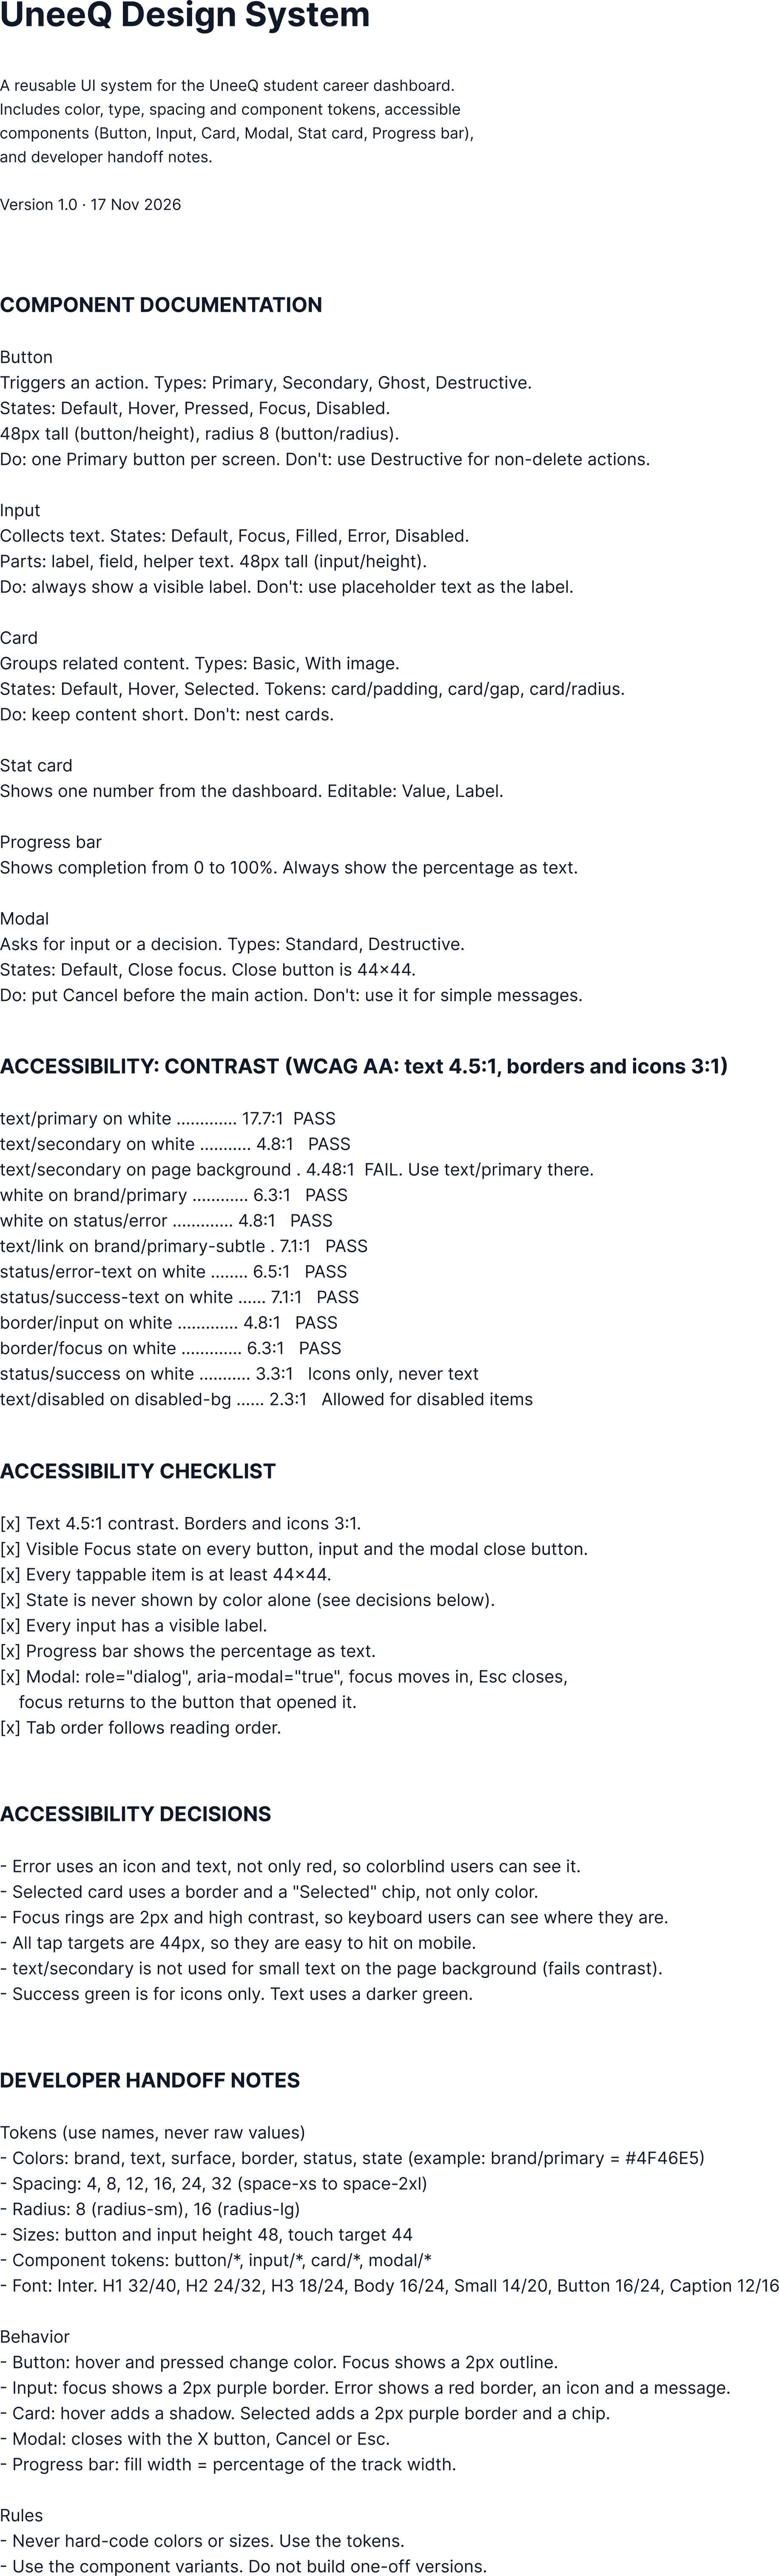 UneeQ Design System
A reusable UI system for the UneeQ student career dashboard.
Includes color, type, spacing and component tokens, accessible
components (Button, Input, Card, Modal, Stat card, Progress bar),
and developer handoff notes.
Version 1.0 · 17 Nov 2026
COMPONENT DOCUMENTATION
Button
Triggers an action. Types: Primary, Secondary, Ghost, Destructive.
States: Default, Hover, Pressed, Focus, Disabled.
48px tall (button/height), radius 8 (button/radius).
Do: one Primary button per screen. Don't: use Destructive for non-delete actions.
Input
Collects text. States: Default, Focus, Filled, Error, Disabled.
Parts: label, field, helper text. 48px tall (input/height).
Do: always show a visible label. Don't: use placeholder text as the label.
Card
Groups related content. Types: Basic, With image.
States: Default, Hover, Selected. Tokens: card/padding, card/gap, card/radius.
Do: keep content short. Don't: nest cards.
Stat card
Shows one number from the dashboard. Editable: Value, Label.
Progress bar
Shows completion from 0 to 100%. Always show the percentage as text.
Modal
Asks for input or a decision. Types: Standard, Destructive.
States: Default, Close focus. Close button is 44×44.
Do: put Cancel before the main action. Don't: use it for simple messages.
ACCESSIBILITY: CONTRAST (WCAG AA: text 4.5:1, borders and icons 3:1)
text/primary on white ............. 17.7:1  PASS
text/secondary on white ........... 4.8:1   PASS
text/secondary on page background . 4.48:1  FAIL. Use text/primary there.
white on brand/primary ............ 6.3:1   PASS
white on status/error ............. 4.8:1   PASS
text/link on brand/primary-subtle . 7.1:1   PASS
status/error-text on white ........ 6.5:1   PASS
status/success-text on white ...... 7.1:1   PASS
border/input on white ............. 4.8:1   PASS
border/focus on white ............. 6.3:1   PASS
status/success on white ........... 3.3:1   Icons only, never text
text/disabled on disabled-bg ...... 2.3:1   Allowed for disabled items
ACCESSIBILITY CHECKLIST
[x] Text 4.5:1 contrast. Borders and icons 3:1.
[x] Visible Focus state on every button, input and the modal close button.
[x] Every tappable item is at least 44×44.
[x] State is never shown by color alone (see decisions below).
[x] Every input has a visible label.
[x] Progress bar shows the percentage as text.
[x] Modal: role="dialog", aria-modal="true", focus moves in, Esc closes,
focus returns to the button that opened it.
[x] Tab order follows reading order.
ACCESSIBILITY DECISIONS
- Error uses an icon and text, not only red, so colorblind users can see it.
- Selected card uses a border and a "Selected" chip, not only color.
- Focus rings are 2px and high contrast, so keyboard users can see where they are.
- All tap targets are 44px, so they are easy to hit on mobile.
- text/secondary is not used for small text on the page background (fails contrast).
- Success green is for icons only. Text uses a darker green.
DEVELOPER HANDOFF NOTES
Tokens (use names, never raw values)
- Colors: brand, text, surface, border, status, state (example: brand/primary = #4F46E5)
- Spacing: 4, 8, 12, 16, 24, 32 (space-xs to space-2xl)
- Radius: 8 (radius-sm), 16 (radius-lg)
- Sizes: button and input height 48, touch target 44
- Component tokens: button/*, input/*, card/*, modal/*
- Font: Inter. H1 32/40, H2 24/32, H3 18/24, Body 16/24, Small 14/20, Button 16/24, Caption 12/16
Behavior
- Button: hover and pressed change color. Focus shows a 2px outline.
- Input: focus shows a 2px purple border. Error shows a red border, an icon and a message.
- Card: hover adds a shadow. Selected adds a 2px purple border and a chip.
- Modal: closes with the X button, Cancel or Esc.
- Progress bar: fill width = percentage of the track width.
Rules
- Never hard-code colors or sizes. Use the tokens.
- Use the component variants. Do not build one-off versions.